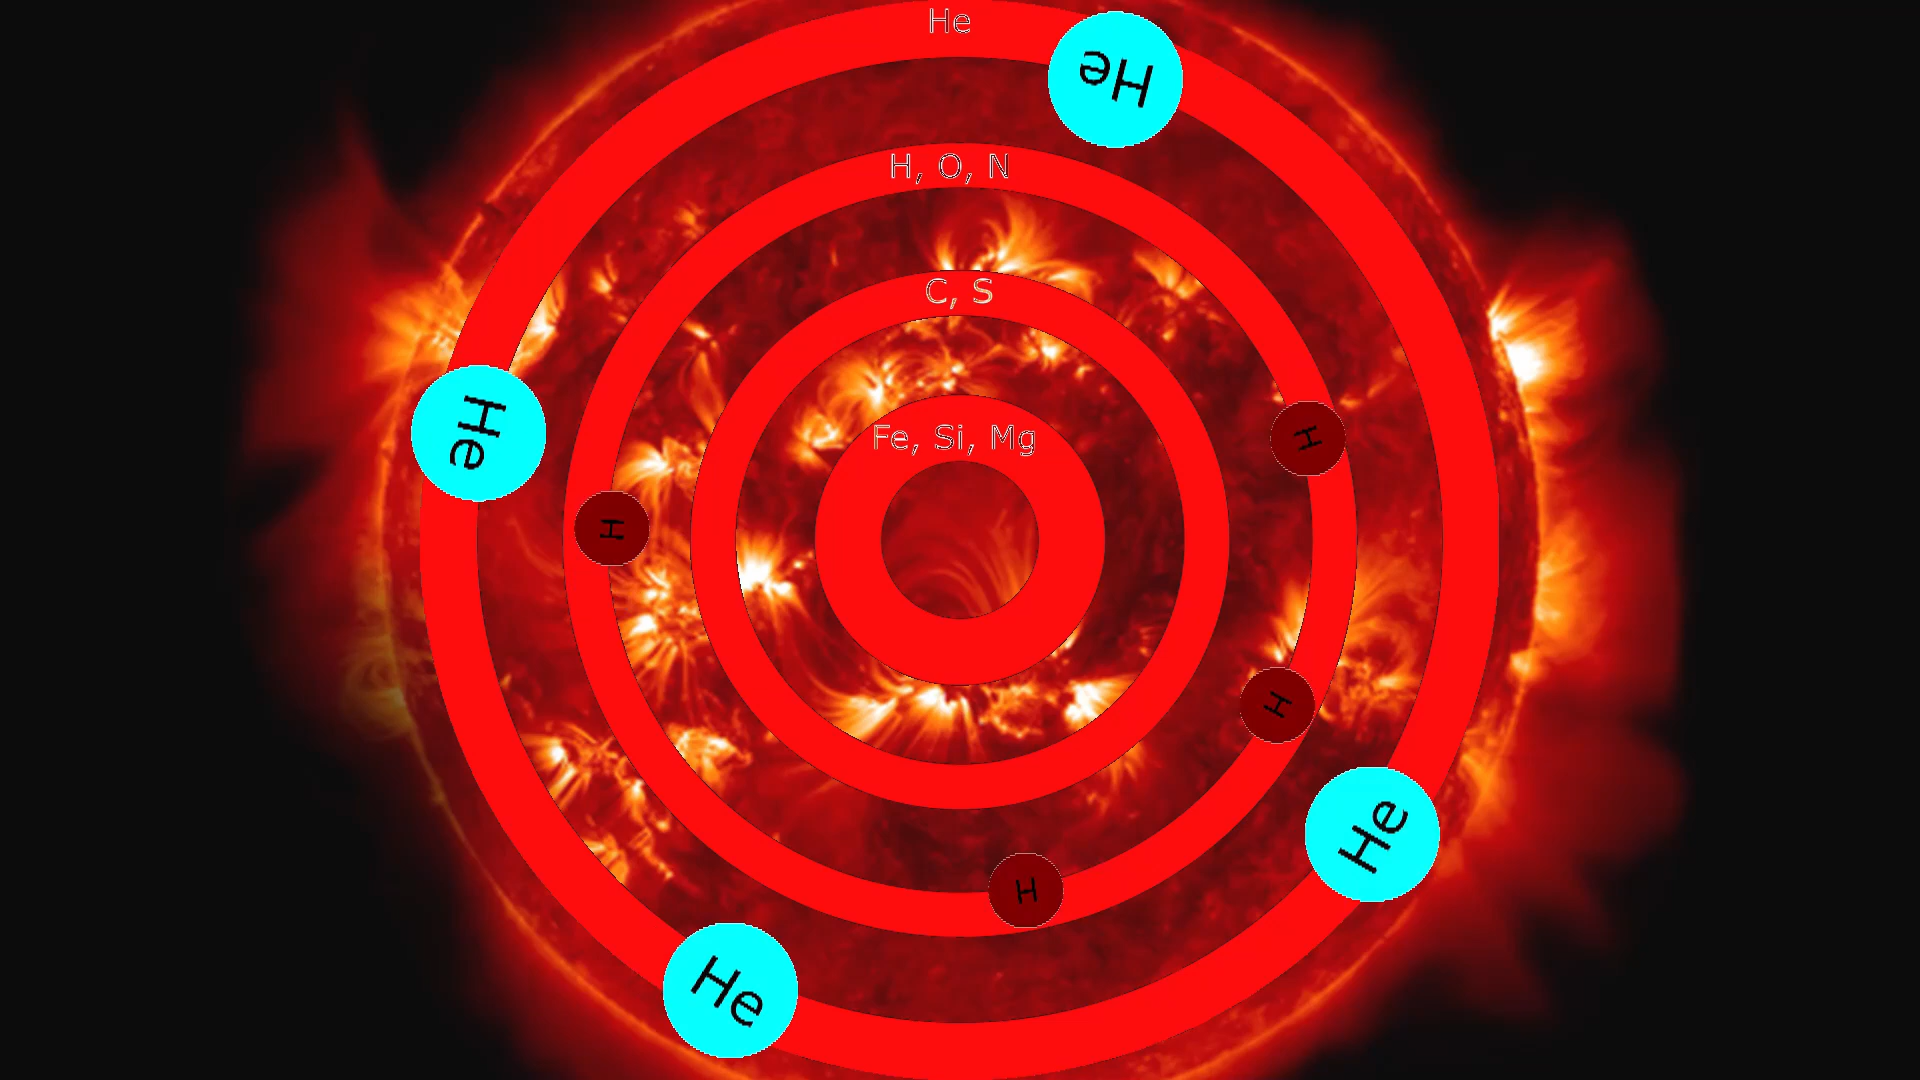 He
He
H, O, N
C, S
He
H
Fe, Si, Mg
H
H
He
H
He